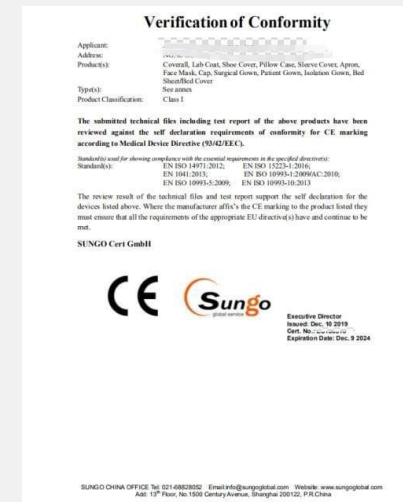 Verification of Conformity
Applicant:
Address:
Product(s): Coverall, Lab Coat, Shoe Cover, Pillow Case, Sleeve Cover, Apron,
Face Mask, Cap, Surgical Gown, Patient Gown, Isolation Gown, Bed
Sheet/Bed Cover
Type(s): See annex
Product Classification: Class I
The submitted technical files including test report of the above products have been
reviewed against the self declaration requirements of conformity for CE marking
according to Medical Device Directive (93/42/EEC).
Standard(s) used for showing compliance with the essential requirements in the specified directive(s):
Standard(s): EN ISO 14971:2012; EN ISO 15223-1:2016;
EN 1041:2013; EN ISO 10993-1:2009/AC:2010;
EN ISO 10993-5:2009; EN ISO 10993-10:2013
The review result of the technical files and test report support the self declaration for the
devices listed above. Where the manufacturer affix's the CE marking to the product listed they
must ensure that all the requirements of the appropriate EU directive(s) have and continue to be
met.
SUNGO Cert GmbH
CE
Sungo
global service
Executive Director
Issued: Dec. 10 2019
Cert. No.:
Expiration Date: Dec. 9 2024
SUNGO CHINA OFFICE Tel: 021-68828052 Email:info@sungoglobal.com Website: www.sungoglobal.com
Add: 13th Floor, No.1500 Century Avenue, Shanghai 200122, P.R.China